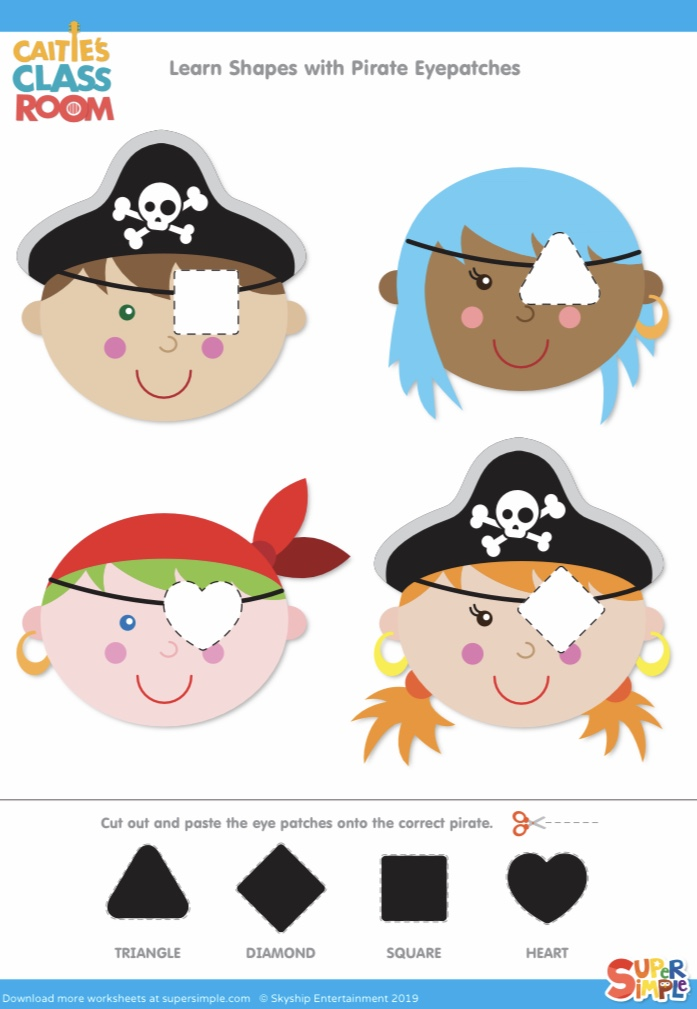 CAITIE'S
CLASS
ROOM
Learn Shapes with Pirate Eyepatches
Cut out and paste the eye patches onto the correct pirate.
TRIANGLE DIAMOND SQUARE HEART
SUPER
SIMPLE
Download more worksheets at supersimple.com © Skyship Entertainment 2019